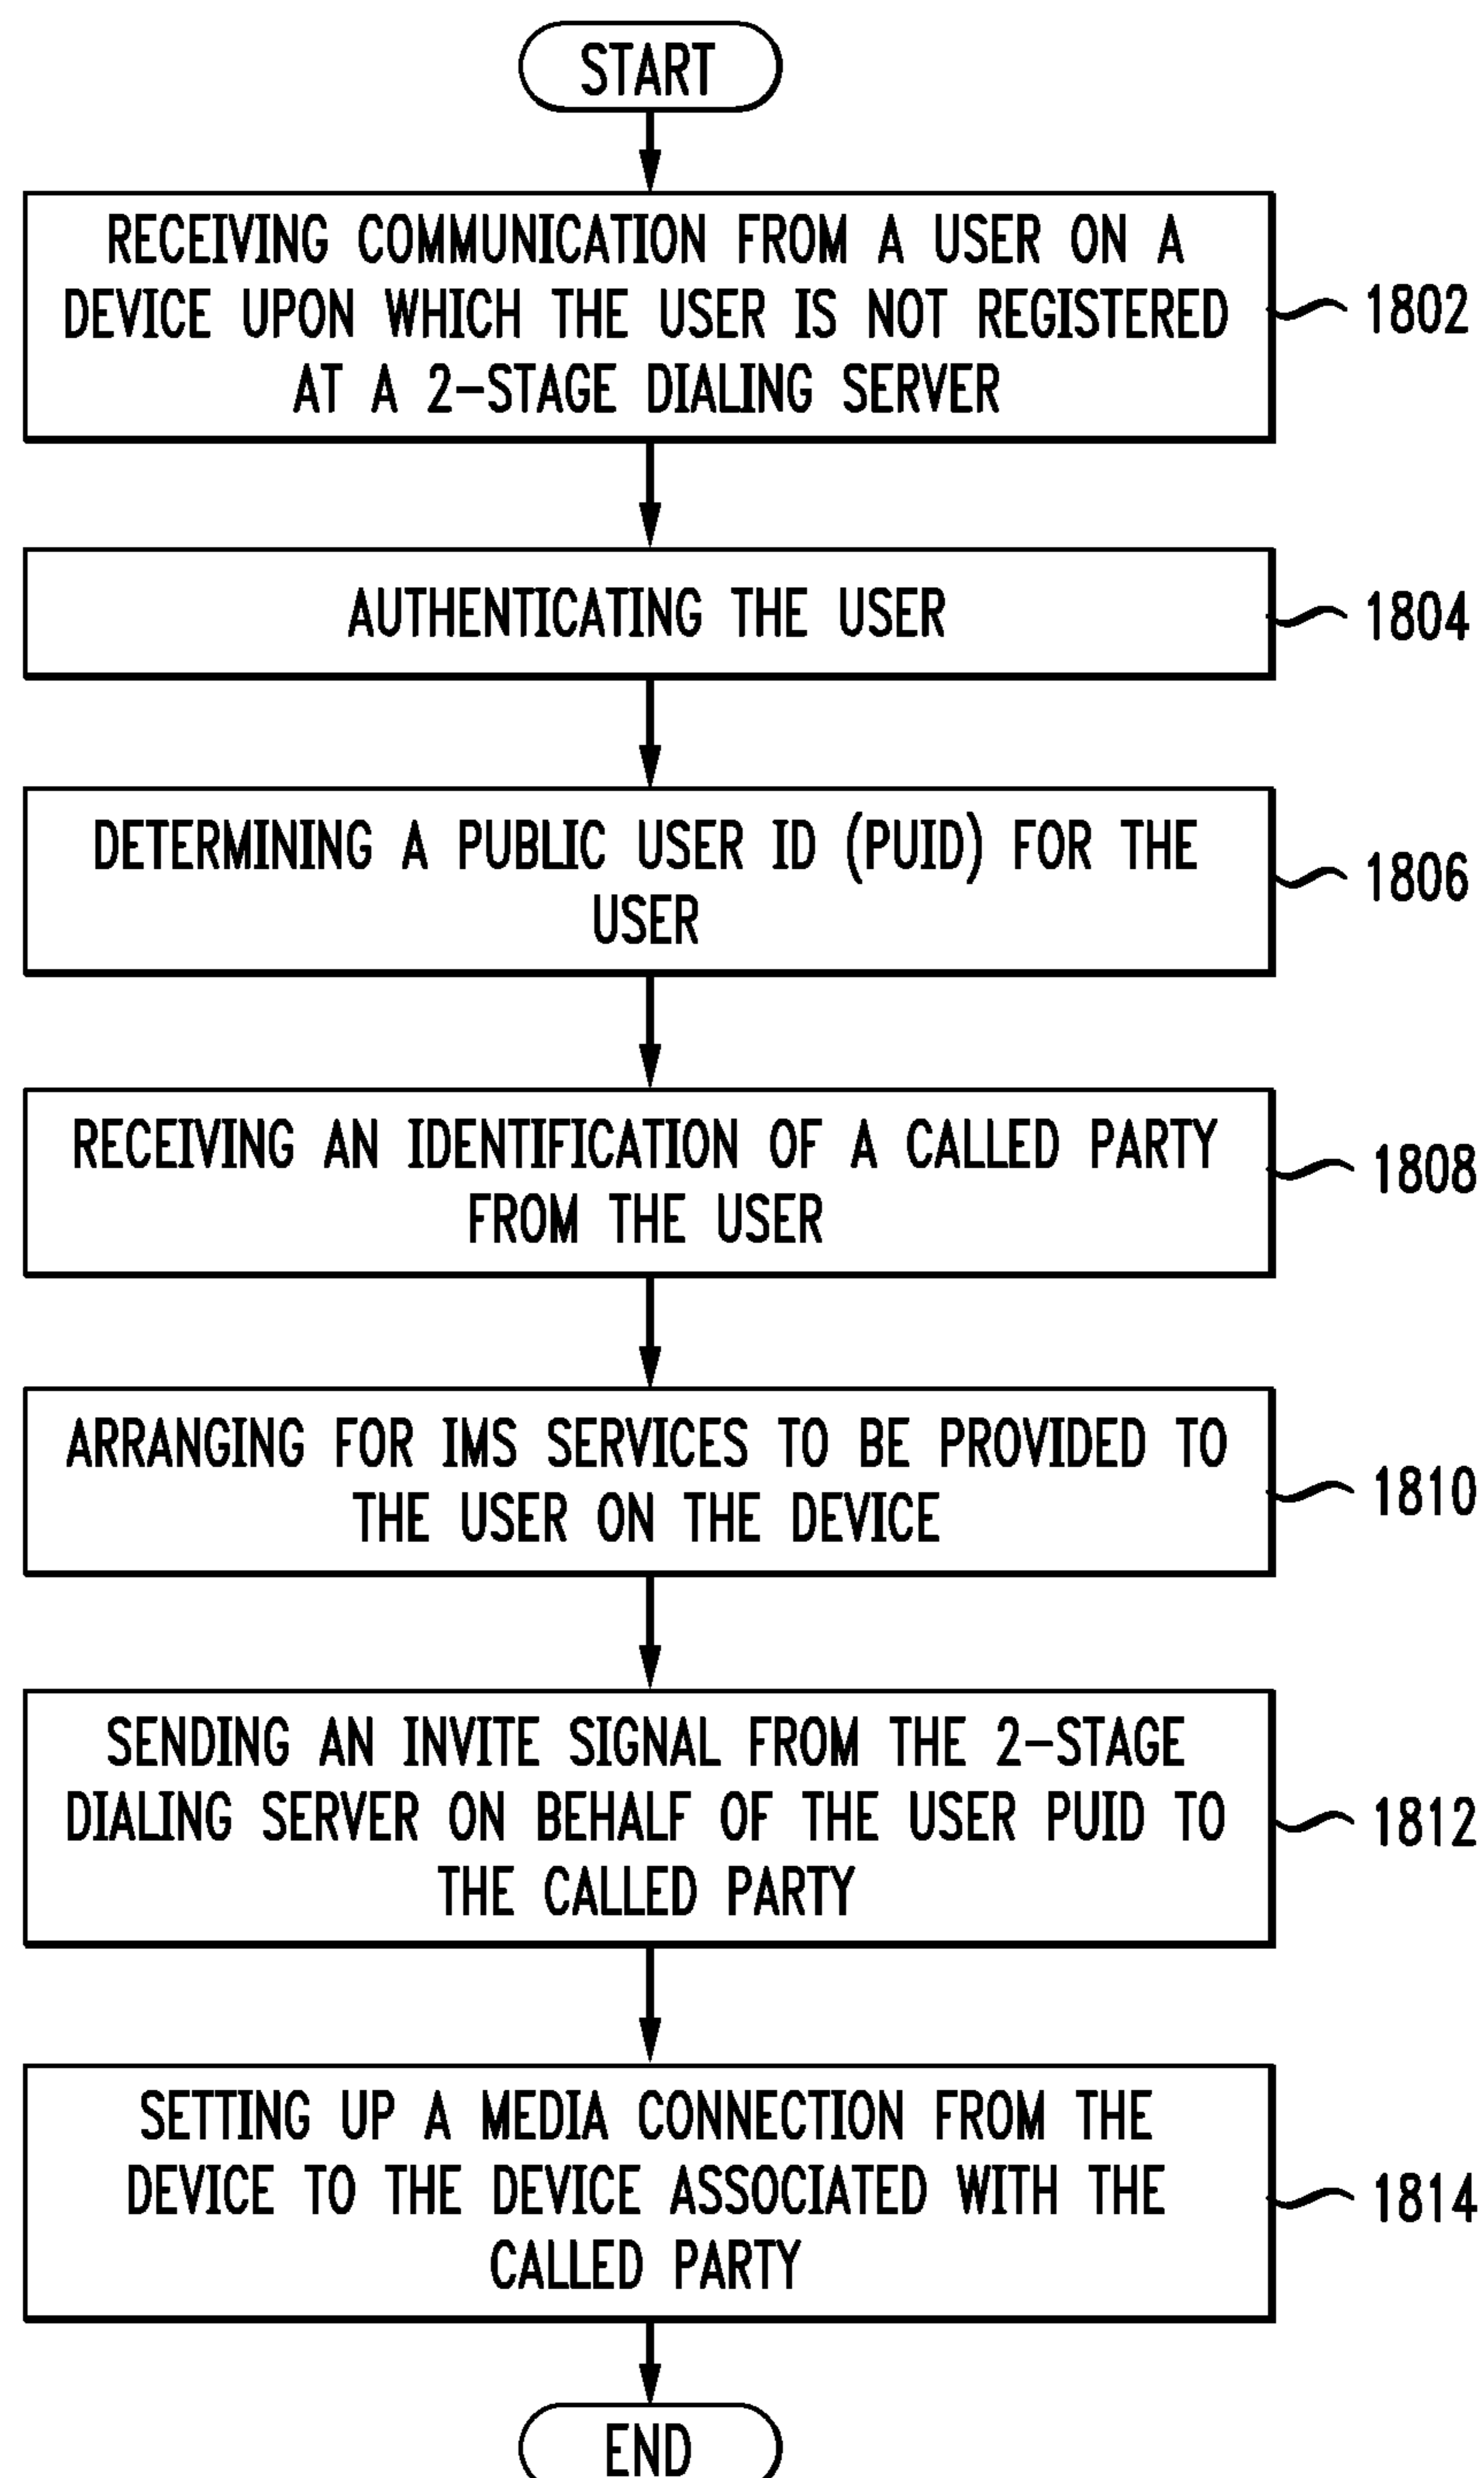 START
RECEIVING COMMUNICATION FROM A USER ON A
DEVICE UPON WHICH THE USER IS NOT REGISTERED
AT A 2-STAGE DIALING SERVER
1802
AUTHENTICATING THE USER
1804
DETERMINING A PUBLIC USER ID (PUID) FOR THE
USER
1806
RECEIVING AN IDENTIFICATION OF A CALLED PARTY
FROM THE USER
1808
ARRANGING FOR IMS SERVICES TO BE PROVIDED TO
THE USER ON THE DEVICE
1810
SENDING AN INVITE SIGNAL FROM THE 2-STAGE
DIALING SERVER ON BEHALF OF THE USER PUID TO
THE CALLED PARTY
1812
SETTING UP A MEDIA CONNECTION FROM THE
DEVICE TO THE DEVICE ASSOCIATED WITH THE
CALLED PARTY
1814
END